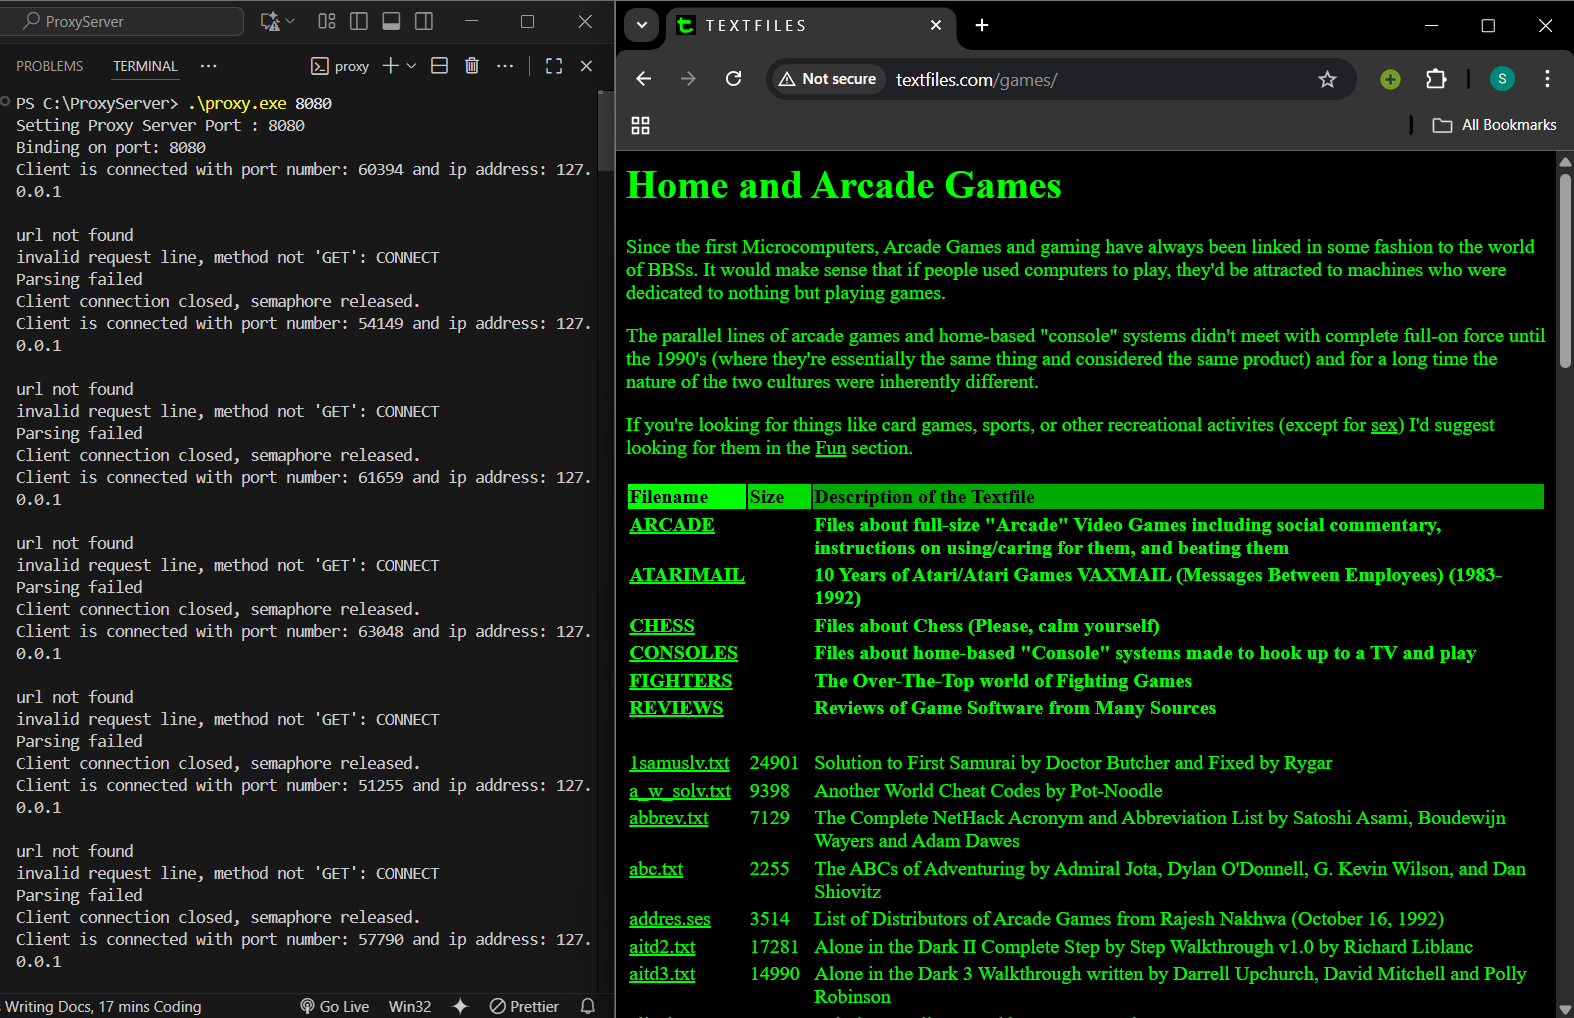 ProxyServer
PROBLEMS TERMINAL ··· proxy
PS C:\ProxyServer> .\proxy.exe 8080
Setting Proxy Server Port : 8080
Binding on port: 8080
Client is connected with port number: 60394 and ip address: 127.
0.0.1
url not found
invalid request line, method not 'GET': CONNECT
Parsing failed
Client connection closed, semaphore released.
Client is connected with port number: 54149 and ip address: 127.
0.0.1
url not found
invalid request line, method not 'GET': CONNECT
Parsing failed
Client connection closed, semaphore released.
Client is connected with port number: 61659 and ip address: 127.
0.0.1
url not found
invalid request line, method not 'GET': CONNECT
Parsing failed
Client connection closed, semaphore released.
Client is connected with port number: 63048 and ip address: 127.
0.0.1
url not found
invalid request line, method not 'GET': CONNECT
Parsing failed
Client connection closed, semaphore released.
Client is connected with port number: 51255 and ip address: 127.
0.0.1
url not found
invalid request line, method not 'GET': CONNECT
Parsing failed
Client connection closed, semaphore released.
Client is connected with port number: 57790 and ip address: 127.
0.0.1
Writing Docs, 17 mins Coding Go Live Win32 Prettier
T E X T F I L E S
Not secure textfiles.com/games/ S
All Bookmarks
Home and Arcade Games
Since the first Microcomputers, Arcade Games and gaming have always been linked in some fashion to the world
of BBSs. It would make sense that if people used computers to play, they'd be attracted to machines who were
dedicated to nothing but playing games.
The parallel lines of arcade games and home-based "console" systems didn't meet with complete full-on force until
the 1990's (where they're essentially the same thing and considered the same product) and for a long time the
nature of the two cultures were inherently different.
If you're looking for things like card games, sports, or other recreational activites (except for sex) I'd suggest
looking for them in the Fun section.
Filename Size Description of the Textfile
ARCADE Files about full-size "Arcade" Video Games including social commentary,
instructions on using/caring for them, and beating them
ATARIMAIL 10 Years of Atari/Atari Games VAXMAIL (Messages Between Employees) (1983-
1992)
CHESS Files about Chess (Please, calm yourself)
CONSOLES Files about home-based "Console" systems made to hook up to a TV and play
FIGHTERS The Over-The-Top world of Fighting Games
REVIEWS Reviews of Game Software from Many Sources
1samuslv.txt 24901 Solution to First Samurai by Doctor Butcher and Fixed by Rygar
a_w_solv.txt 9398 Another World Cheat Codes by Pot-Noodle
abbrev.txt 7129 The Complete NetHack Acronym and Abbreviation List by Satoshi Asami, Boudewijn
Wayers and Adam Dawes
abc.txt 2255 The ABCs of Adventuring by Admiral Jota, Dylan O'Donnell, G. Kevin Wilson, and Dan
Shiovitz
addres.ses 3514 List of Distributors of Arcade Games from Rajesh Nakhwa (October 16, 1992)
aitd2.txt 17281 Alone in the Dark II Complete Step by Step Walkthrough v1.0 by Richard Liblanc
aitd3.txt 14990 Alone in the Dark 3 Walkthrough written by Darrell Upchurch, David Mitchell and Polly
Robinson